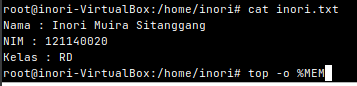 root@inori-VirtualBox:/home/inori# cat inori.txt
Nama : Inori Muira Sitanggang
NIM : 121140020
Kelas : RD
root@inori-VirtualBox:/home/inori# top -o %MEM